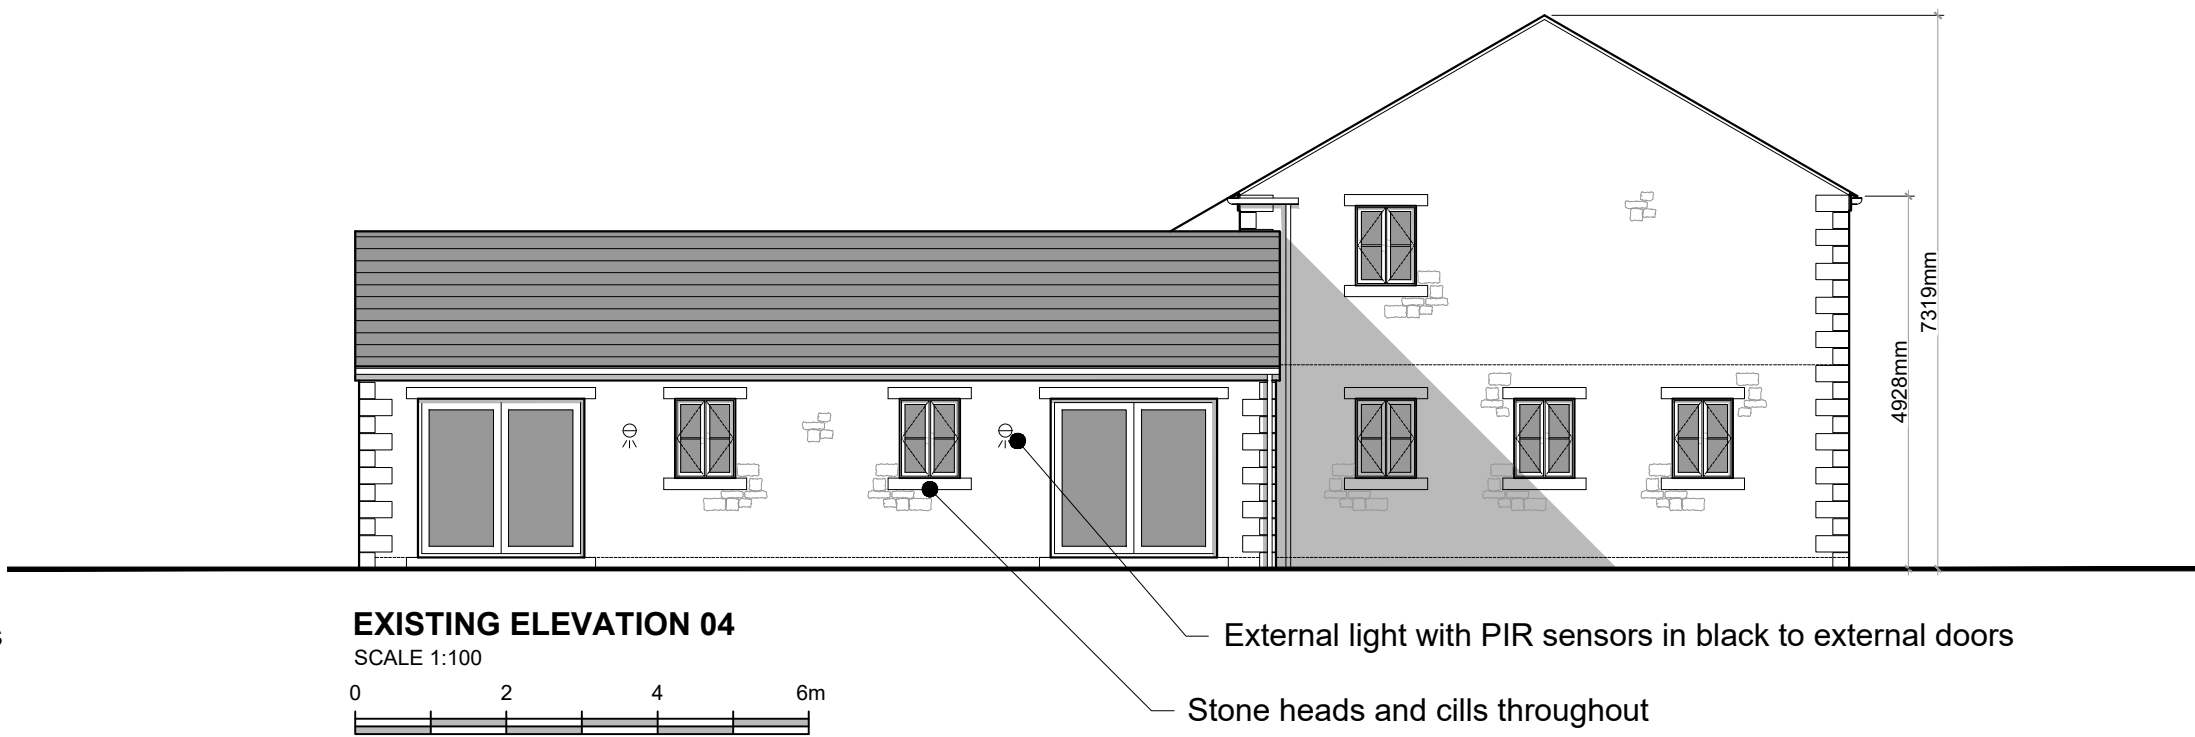 7319mm
4928mm
EXISTING ELEVATION 04
SCALE 1:100
0 2 4 6m
External light with PIR sensors in black to external doors
Stone heads and cills throughout